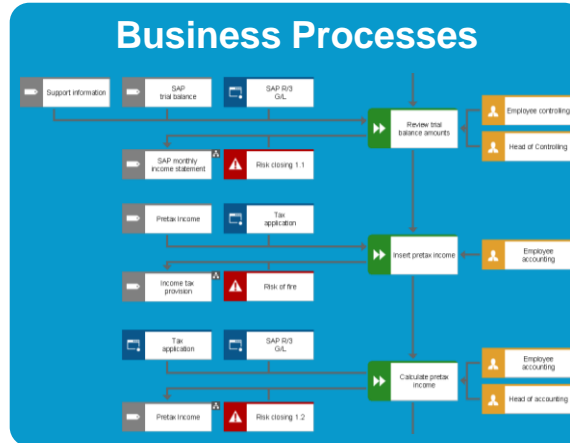 Business Processes
Support information
SAP
trial balance
SAP R/3
G/L
Review trial
balance amounts
Employee controlling
Head of Controlling
SAP monthly
income statement
Risk closing 1.1
Pretax income
Tax
application
Insert pretax income
Employee
accounting
Income tax
provision
Risk of fire
Tax
application
SAP R/3
G/L
Calculate pretax
income
Employee
accounting
Head of accounting
Pretax income
Risk closing 1.2